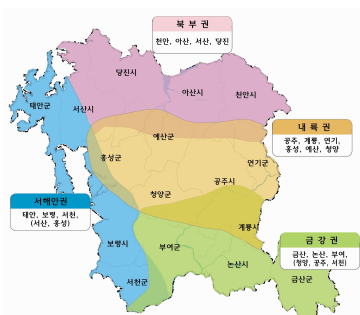 북부권
천안, 아산, 서산, 당진
당진시
아산시
천안시
태안군
서산시
내륙권
공주, 계룡, 연기,
홍성, 예산, 청양
예산군
홍성군
연기군
청양군
공주시
서해안권
태안, 보령, 서천,
(서산, 홍성)
계룡시
보령시
부여군
금강권
금산, 논산, 부여,
(청양, 공주, 서천)
논산시
서천군
금산군